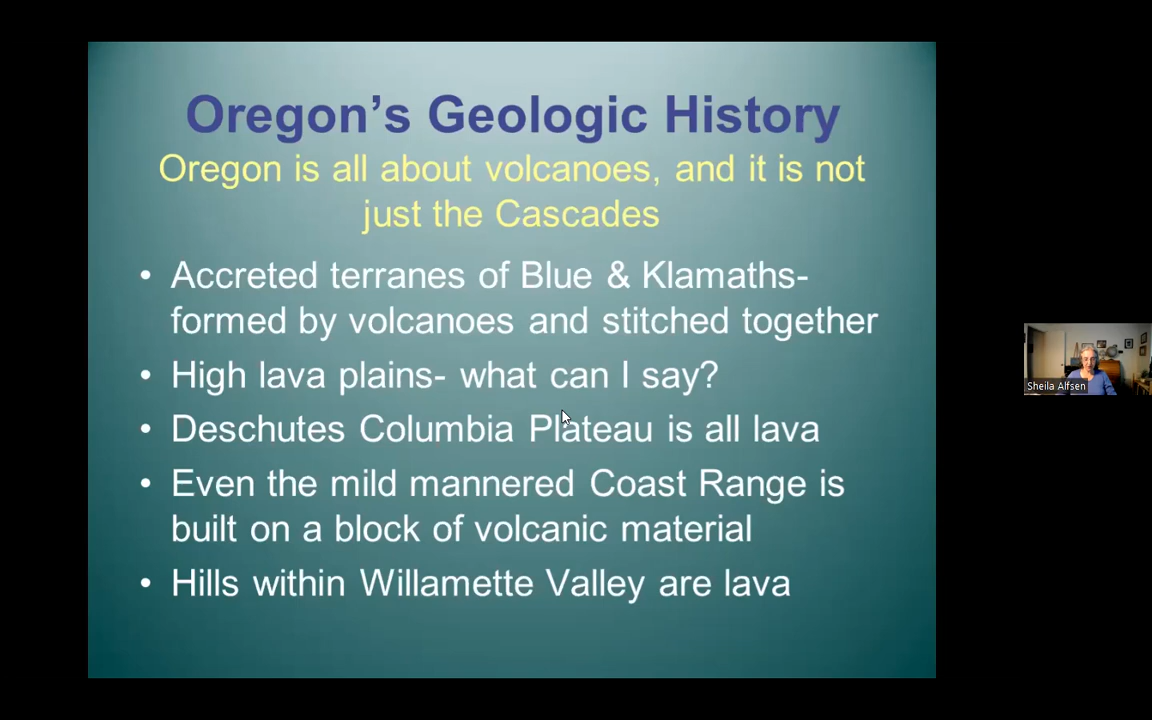 Oregon's Geologic History
Oregon is all about volcanoes, and it is not
just the Cascades
• Accreted terranes of Blue & Klamaths-
formed by volcanoes and stitched together
• High lava plains- what can I say?
• Deschutes Columbia Plateau is all lava
• Even the mild mannered Coast Range is
built on a block of volcanic material
• Hills within Willamette Valley are lava
Sheila Alfsen